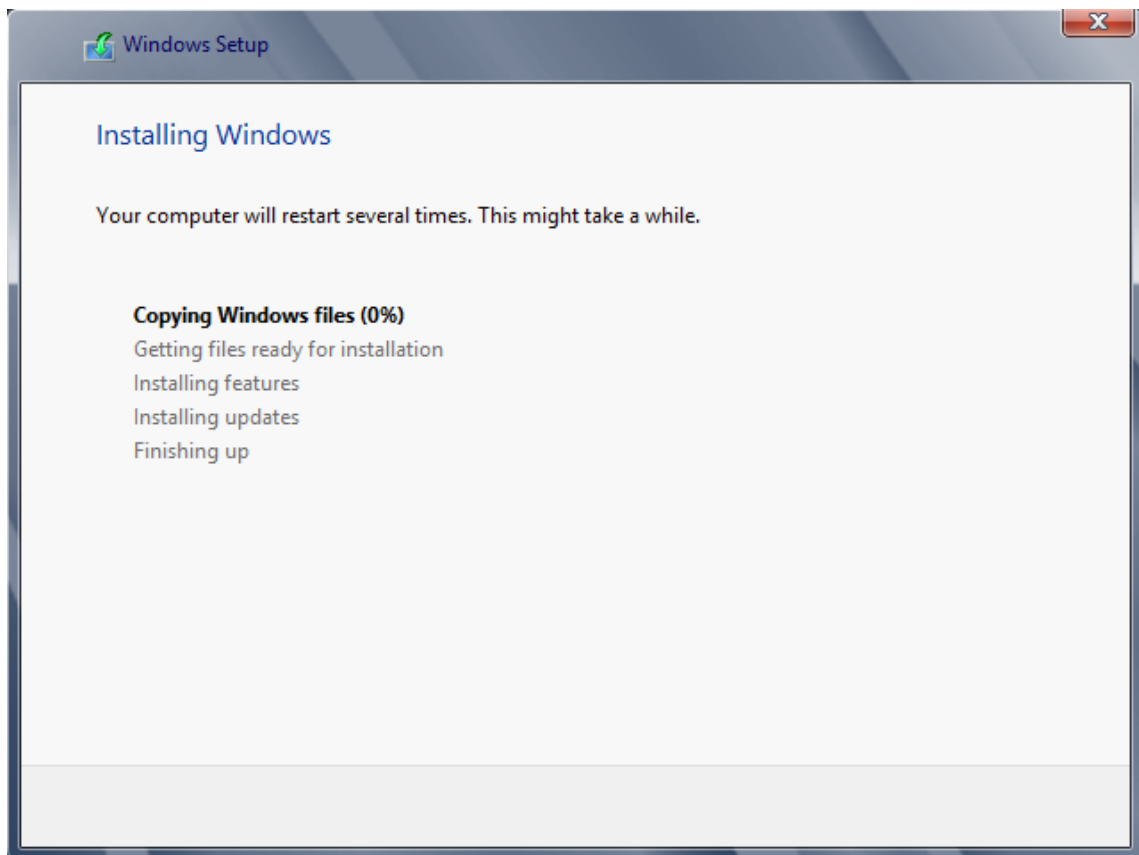 Windows Setup
Installing Windows
Your computer will restart several times. This might take a while.
Copying Windows files (0%)
Getting files ready for installation
Installing features
Installing updates
Finishing up